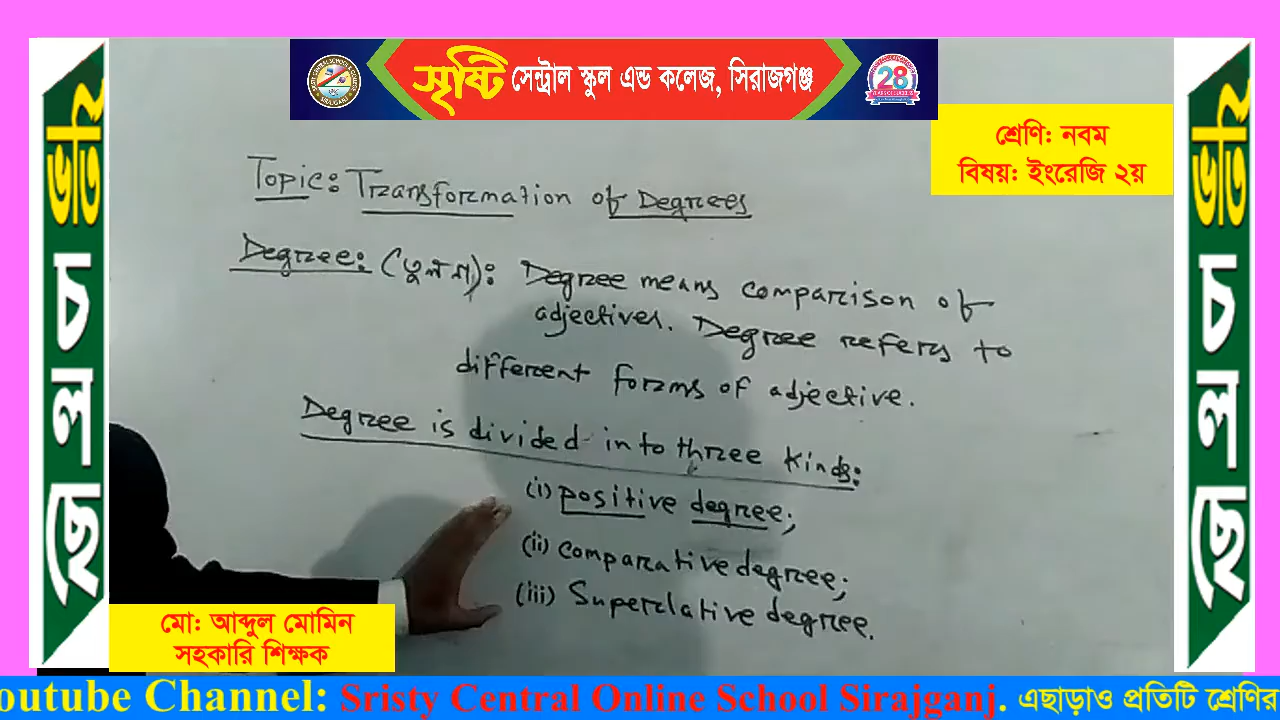 সৃষ্টি সেন্ট্রাল স্কুল এন্ড কলেজ, সিরাজগঞ্জ
28
শ্রেণি: নবম
বিষয়: ইংরেজি ২য়
ভর্তি চলছে
ভর্তি চলছে
Topic: Transformation of Degrees
Degree: (তুলনা): Degree means comparison of
adjectives. Degree refers to
different forms of adjective.
Degree is divided in to three kinds:
(i) positive degree;
(ii) comparative degree;
(iii) Superlative degree.
মো: আব্দুল মোমিন
সহকারি শিক্ষক
outube Channel: Sristy Central Online School Sirajganj. এছাড়াও প্রতিটি শ্রেণির